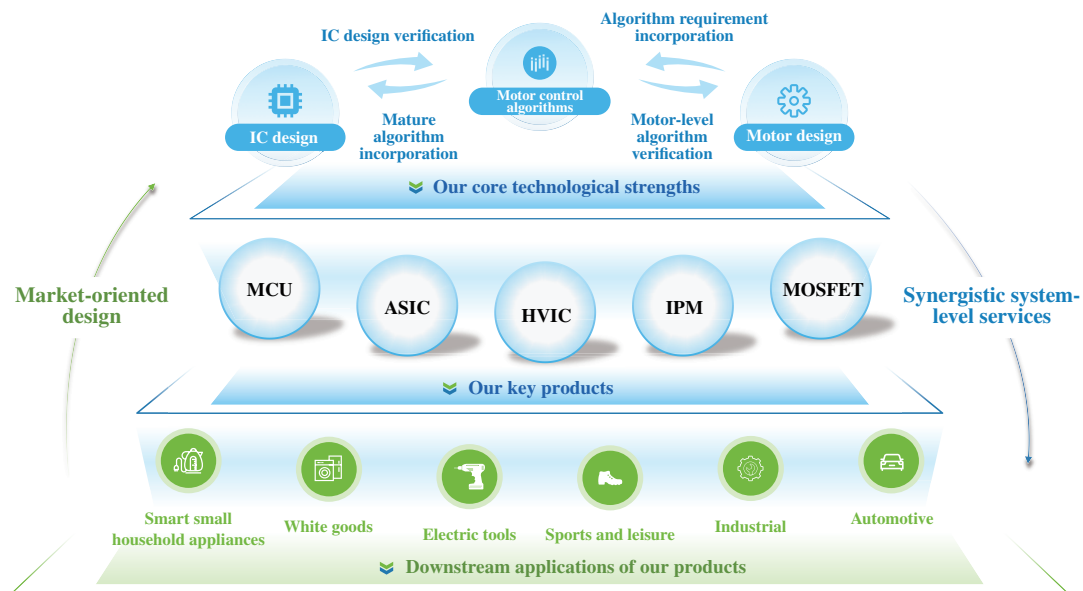 IC design verification
Algorithm requirement
incorporation
Motor control
algorithms
IC design
Mature
algorithm
incorporation
Motor-level
algorithm
verification
Motor design
Our core technological strengths
Market-oriented
design
MCU
ASIC
HVIC
IPM
MOSFET
Synergistic system-
level services
Our key products
Smart small
household appliances
White goods
Electric tools
Sports and leisure
Industrial
Automotive
Downstream applications of our products